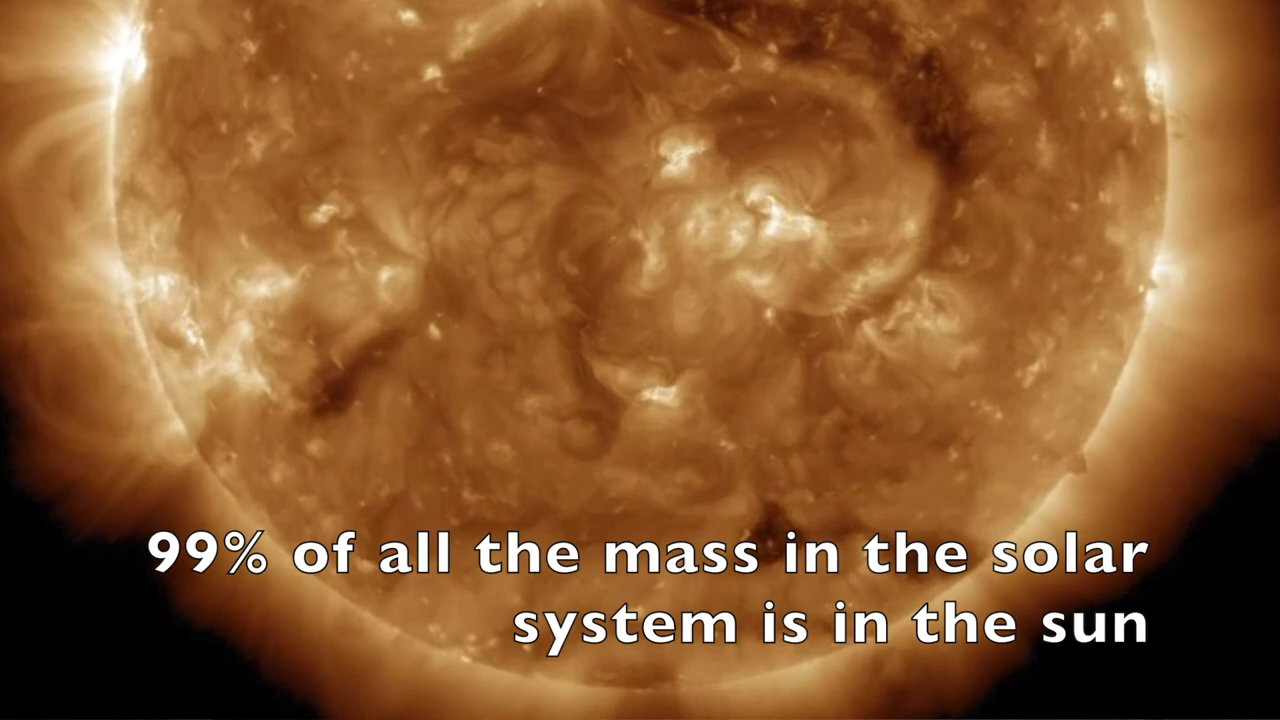 99% of all the mass in the solar
system is in the sun